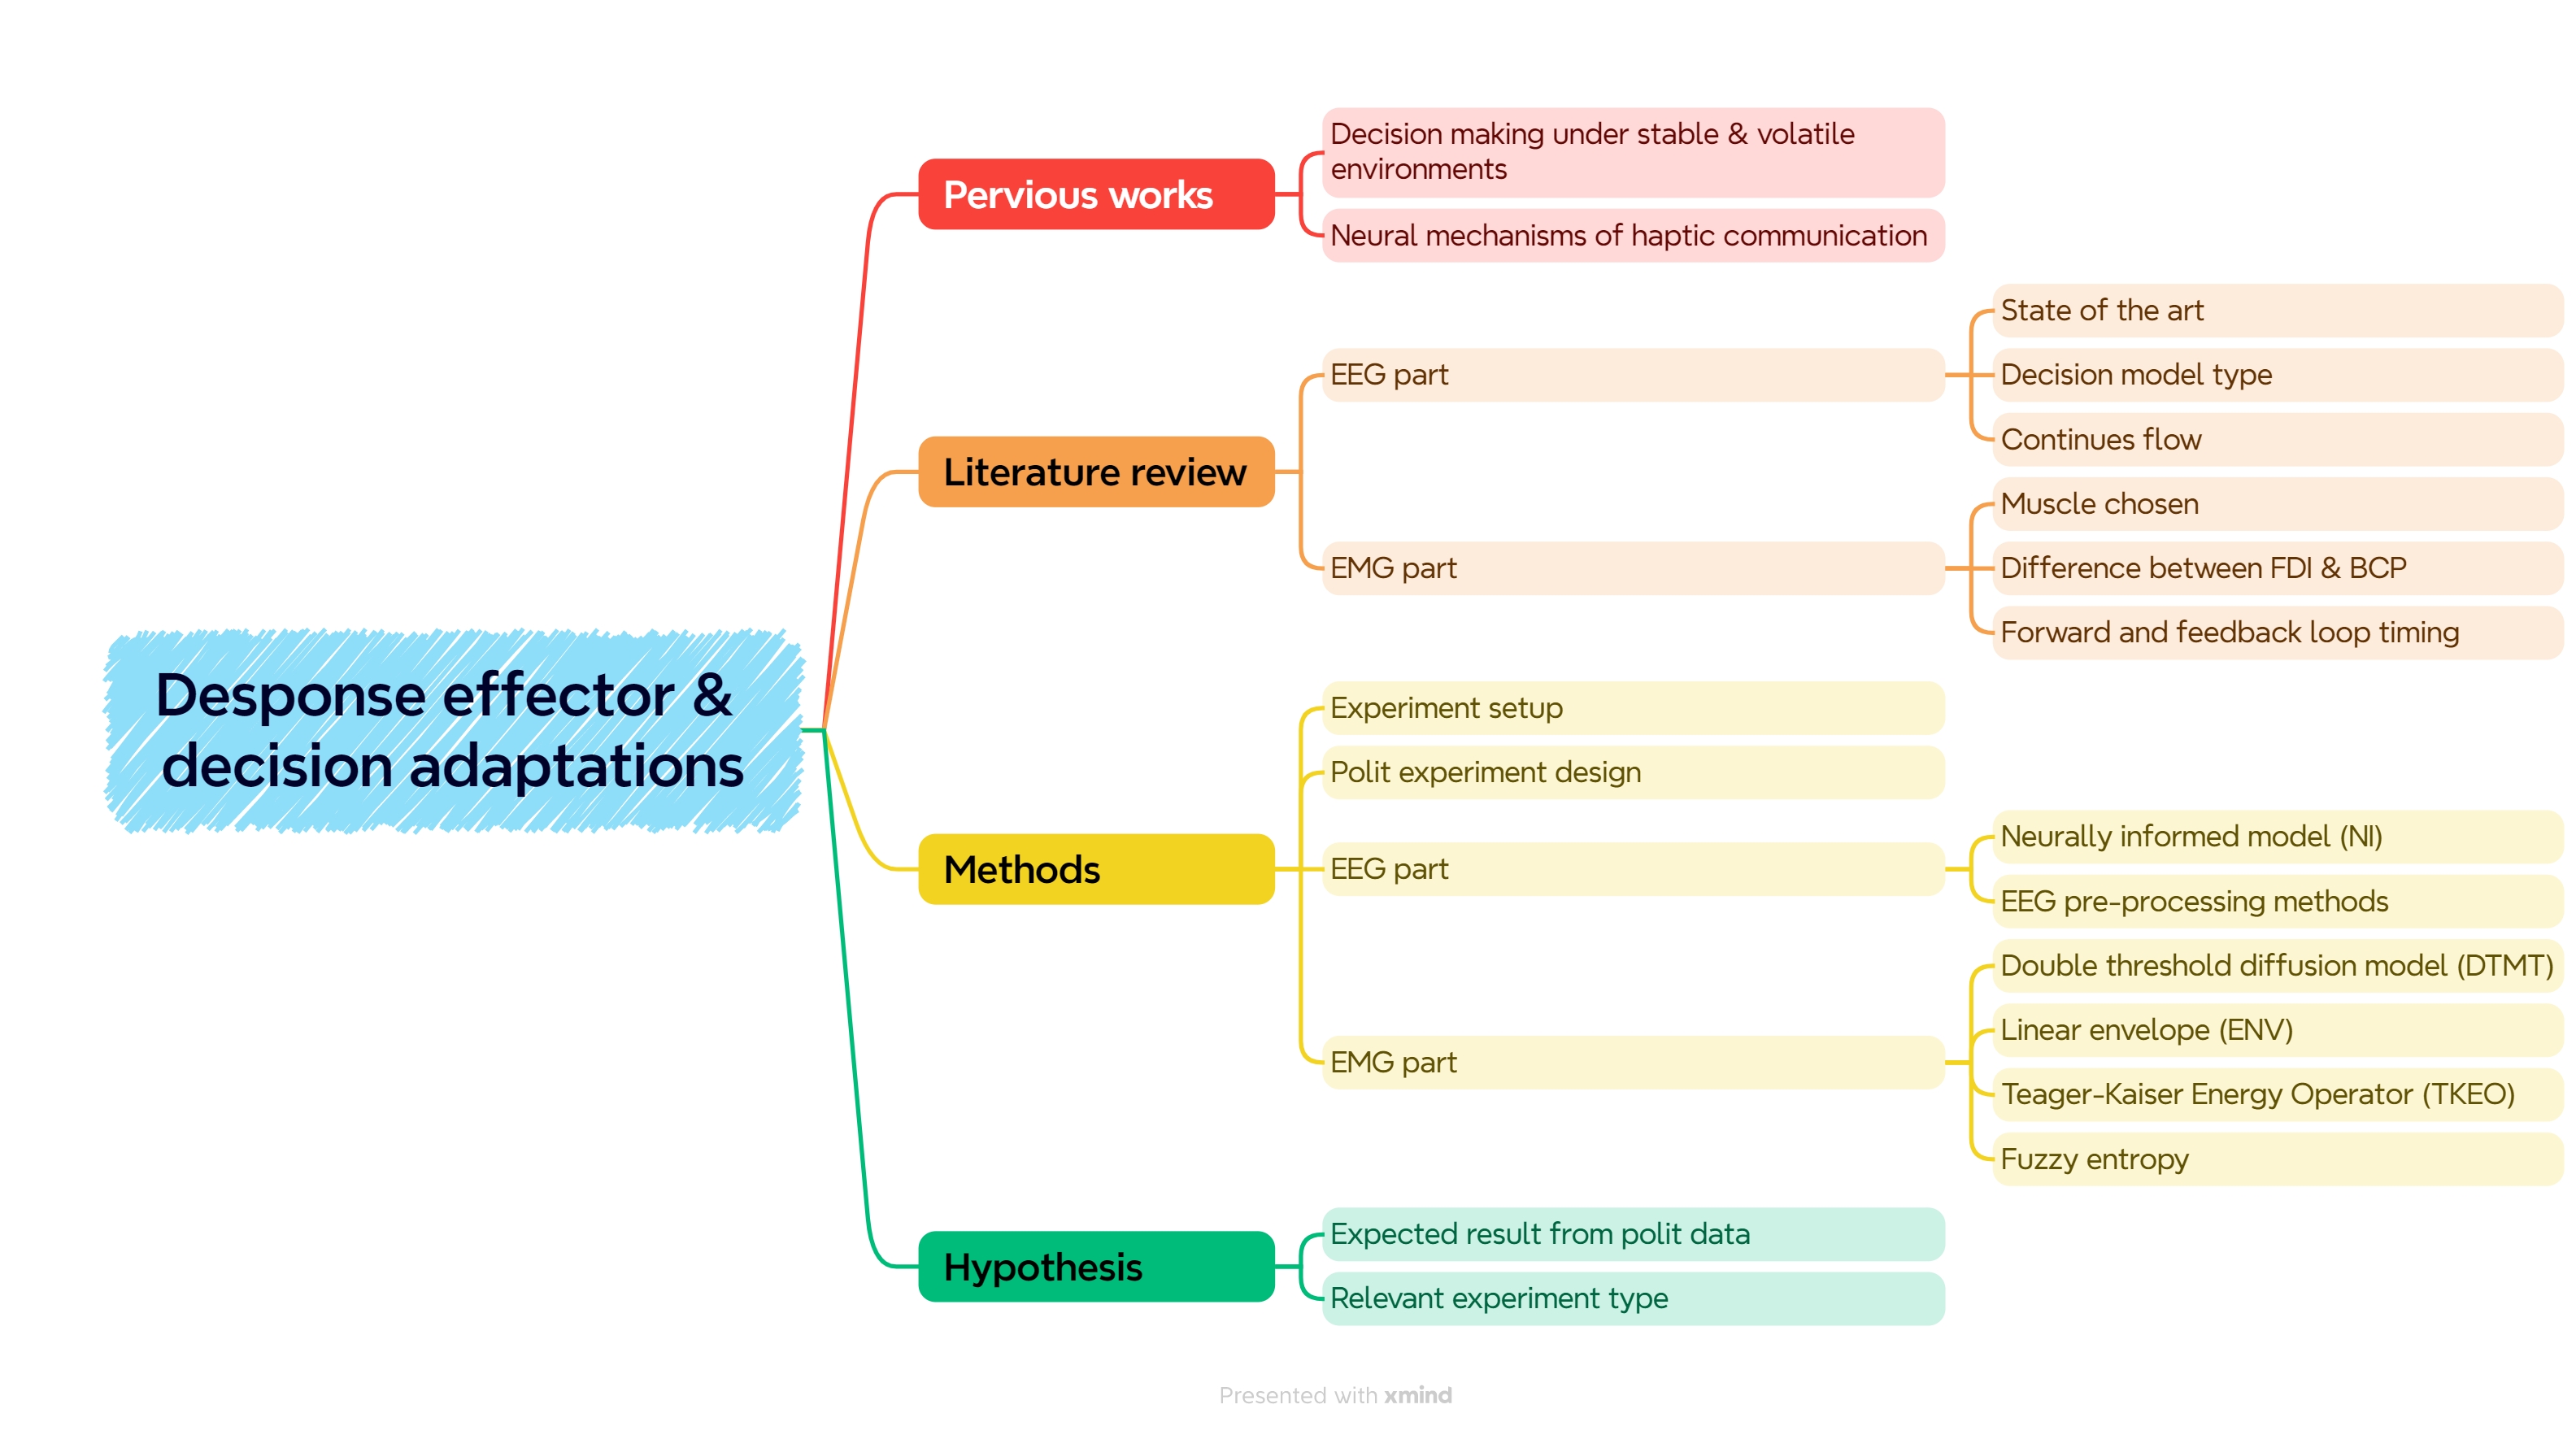 Desponse effector &
decision adaptations
Pervious works
Decision making under stable & volatile
environments
Neural mechanisms of haptic communication
Literature review
EEG part
State of the art
Decision model type
Continues flow
EMG part
Muscle chosen
Difference between FDI & BCP
Forward and feedback loop timing
Methods
Experiment setup
Polit experiment design
EEG part
Neurally informed model (NI)
EEG pre-processing methods
EMG part
Double threshold diffusion model (DTMT)
Linear envelope (ENV)
Teager-Kaiser Energy Operator (TKEO)
Fuzzy entropy
Hypothesis
Expected result from polit data
Relevant experiment type
Presented with xmind